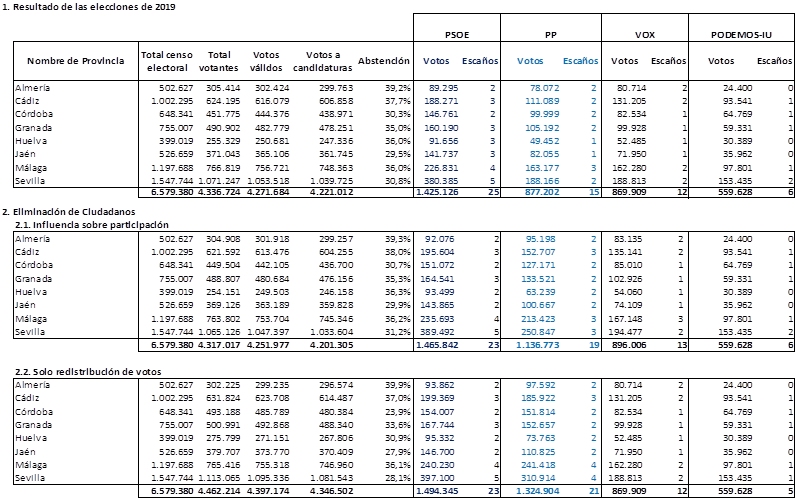 1. Resultado de las elecciones de 2019
PSOE PP VOX PODEMOS-IU
Nombre de Provincia Total censo electoral Total votantes Votos válidos Votos a candidaturas Abstención Votos Escaños Votos Escaños Votos Escaños Votos Escaños
Almería 502.627 305.414 302.424 299.763 39,2% 89.295 2 78.072 2 80.714 2 24.400 0
Cádiz 1.002.295 624.195 616.079 606.858 37,7% 188.271 3 111.089 2 131.205 2 93.541 1
Córdoba 648.341 451.775 444.376 438.971 30,3% 146.761 2 99.999 2 82.534 1 64.769 1
Granada 755.007 490.902 482.779 478.251 35,0% 160.190 3 105.192 2 99.928 1 59.331 1
Huelva 399.019 255.329 250.681 247.336 36,0% 91.656 3 49.452 1 52.485 1 30.389 0
Jaén 526.659 371.043 365.106 361.745 29,5% 141.737 3 82.055 1 71.950 1 35.962 0
Málaga 1.197.688 766.819 756.721 748.363 36,0% 226.831 4 163.177 3 162.280 2 97.801 1
Sevilla 1.547.744 1.071.247 1.053.518 1.039.725 30,8% 380.385 5 188.166 2 188.813 2 153.435 2
6.579.380 4.336.724 4.271.684 4.221.012 1.425.126 25 877.202 15 869.909 12 559.628 6
2. Eliminación de Ciudadanos
2.1. Influencia sobre participación
Almería 502.627 304.908 301.918 299.257 39,3% 92.076 2 95.198 2 83.135 2 24.400 0
Cádiz 1.002.295 621.592 613.476 604.255 38,0% 195.604 3 152.707 3 135.141 2 93.541 1
Córdoba 648.341 449.504 442.105 436.700 30,7% 151.072 2 127.171 2 85.010 1 64.769 1
Granada 755.007 488.807 480.684 476.156 35,3% 164.541 3 133.521 2 102.926 1 59.331 1
Huelva 399.019 254.151 249.503 246.158 36,3% 93.499 2 63.239 2 54.060 1 30.389 0
Jaén 526.659 369.126 363.189 359.828 29,9% 143.865 2 100.667 2 74.109 1 35.962 0
Málaga 1.197.688 763.802 753.704 745.346 36,2% 235.693 4 213.423 3 167.148 3 97.801 1
Sevilla 1.547.744 1.065.126 1.047.397 1.033.604 31,2% 389.492 5 250.847 3 194.477 2 153.435 2
6.579.380 4.317.017 4.251.977 4.201.305 1.465.842 23 1.136.773 19 896.006 13 559.628 6
2.2. Solo redistribución de votos
Almería 502.627 302.225 299.235 296.574 39,9% 93.862 2 97.592 2 80.714 2 24.400 0
Cádiz 1.002.295 631.824 623.708 614.487 37,0% 199.369 3 185.922 3 131.205 2 93.541 1
Córdoba 648.341 493.188 485.789 480.384 23,9% 154.007 2 151.814 2 82.534 1 64.769 1
Granada 755.007 500.991 492.868 488.340 33,6% 167.744 3 152.657 2 99.928 1 59.331 1
Huelva 399.019 275.799 271.151 267.806 30,9% 95.332 2 73.763 2 52.485 1 30.389 0
Jaén 526.659 379.707 373.770 370.409 27,9% 146.700 2 110.825 2 71.950 1 35.962 0
Málaga 1.197.688 765.416 755.318 746.960 36,1% 240.230 4 241.418 4 162.280 2 97.801 1
Sevilla 1.547.744 1.113.065 1.095.336 1.081.543 28,1% 397.100 5 310.914 4 188.813 2 153.435 1
6.579.380 4.462.214 4.397.174 4.346.502 1.494.345 23 1.324.904 21 869.909 12 559.628 5